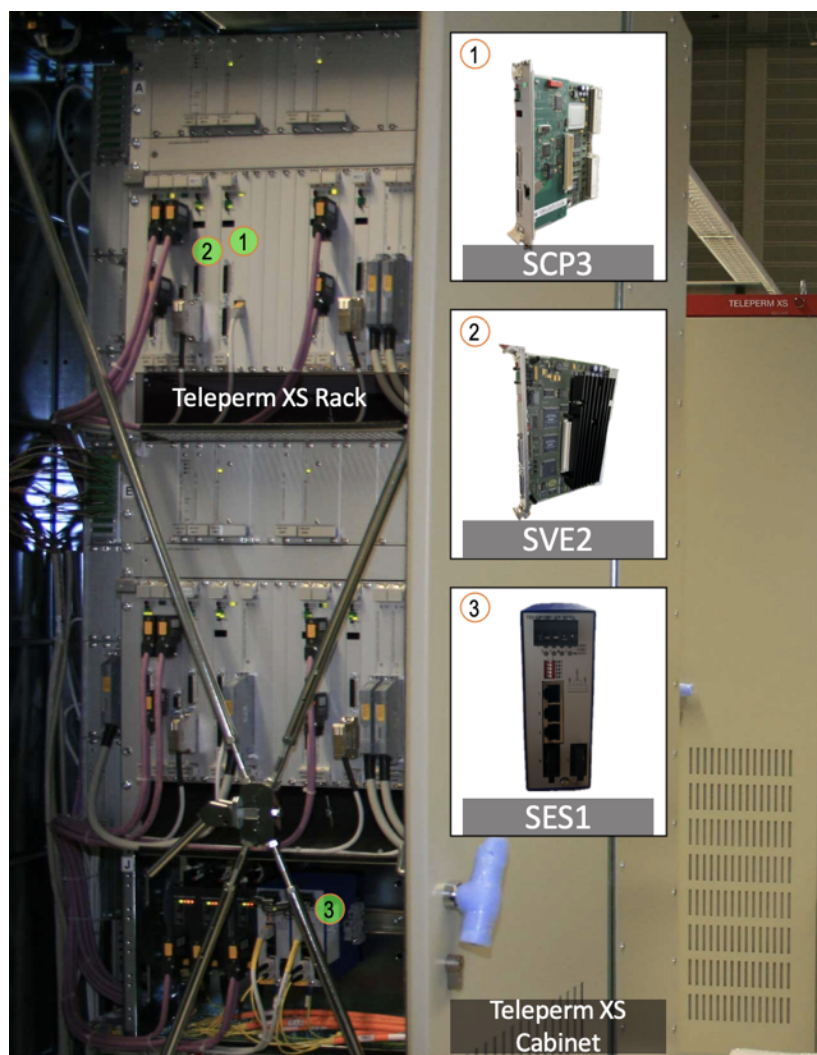 1
SCP3
A
2
1
2
TELEPERM XS
SVE2
Teleperm XS Rack
E
3
SES1
J
3
Teleperm XS
Cabinet